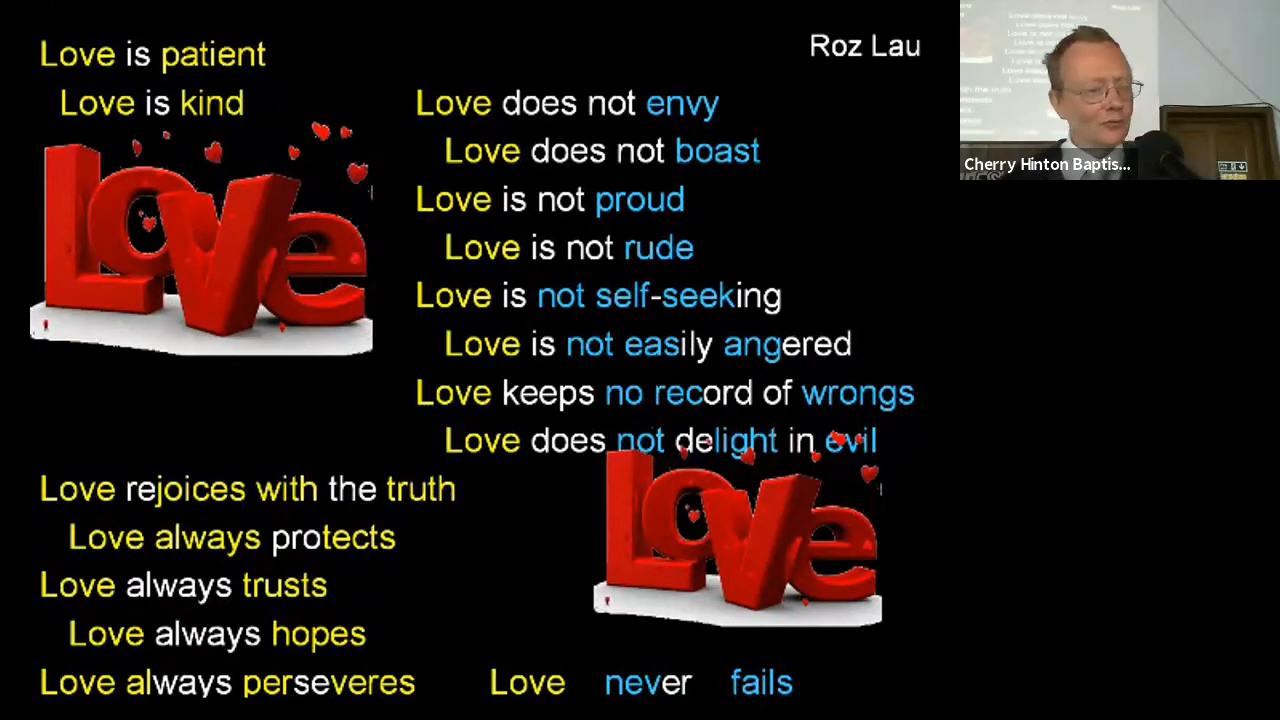 Love is patient
Love is kind
Love
Roz Lau
Love does not envy
Love does not boast
Love is not proud
Love is not rude
Love is not self-seeking
Love is not easily angered
Love keeps no record of wrongs
Love does not delight in evil
Love rejoices with the truth
Love always protects
Love always trusts
Love always hopes
Love always perseveres
Love
Love never fails
Cherry Hinton Baptis...